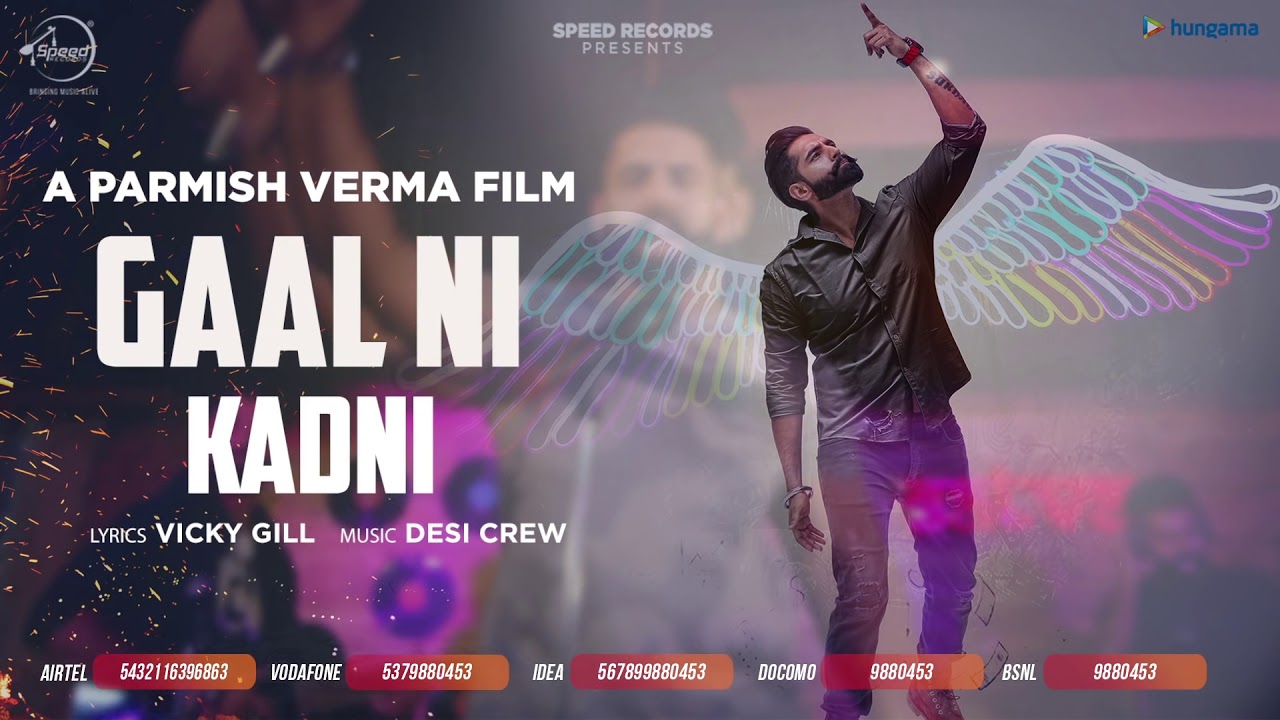 Speed
RECORDS
BRINGING MUSIC ALIVE
SPEED RECORDS
PRESENTS
hungama
A PARMISH VERMA FILM
GAAL NI
KADNI
LYRICS VICKY GILL MUSIC DESI CREW
AIRTEL 5432116396863 VODAFONE 5379880453 IDEA 567899880453 DOCOMO 9880453 BSNL 9880453